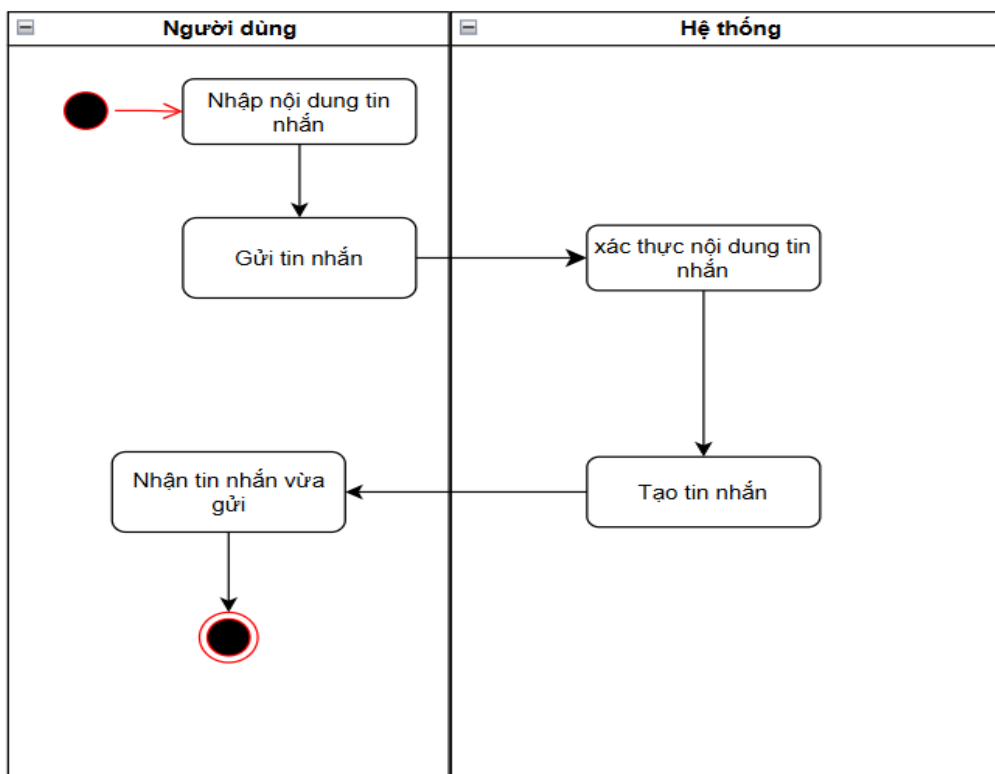 Người dùng
Hệ thống
Nhập nội dung tin
nhắn
Gửi tin nhắn
xác thực nội dung tin
nhắn
Nhận tin nhắn vừa
gửi
Tạo tin nhắn